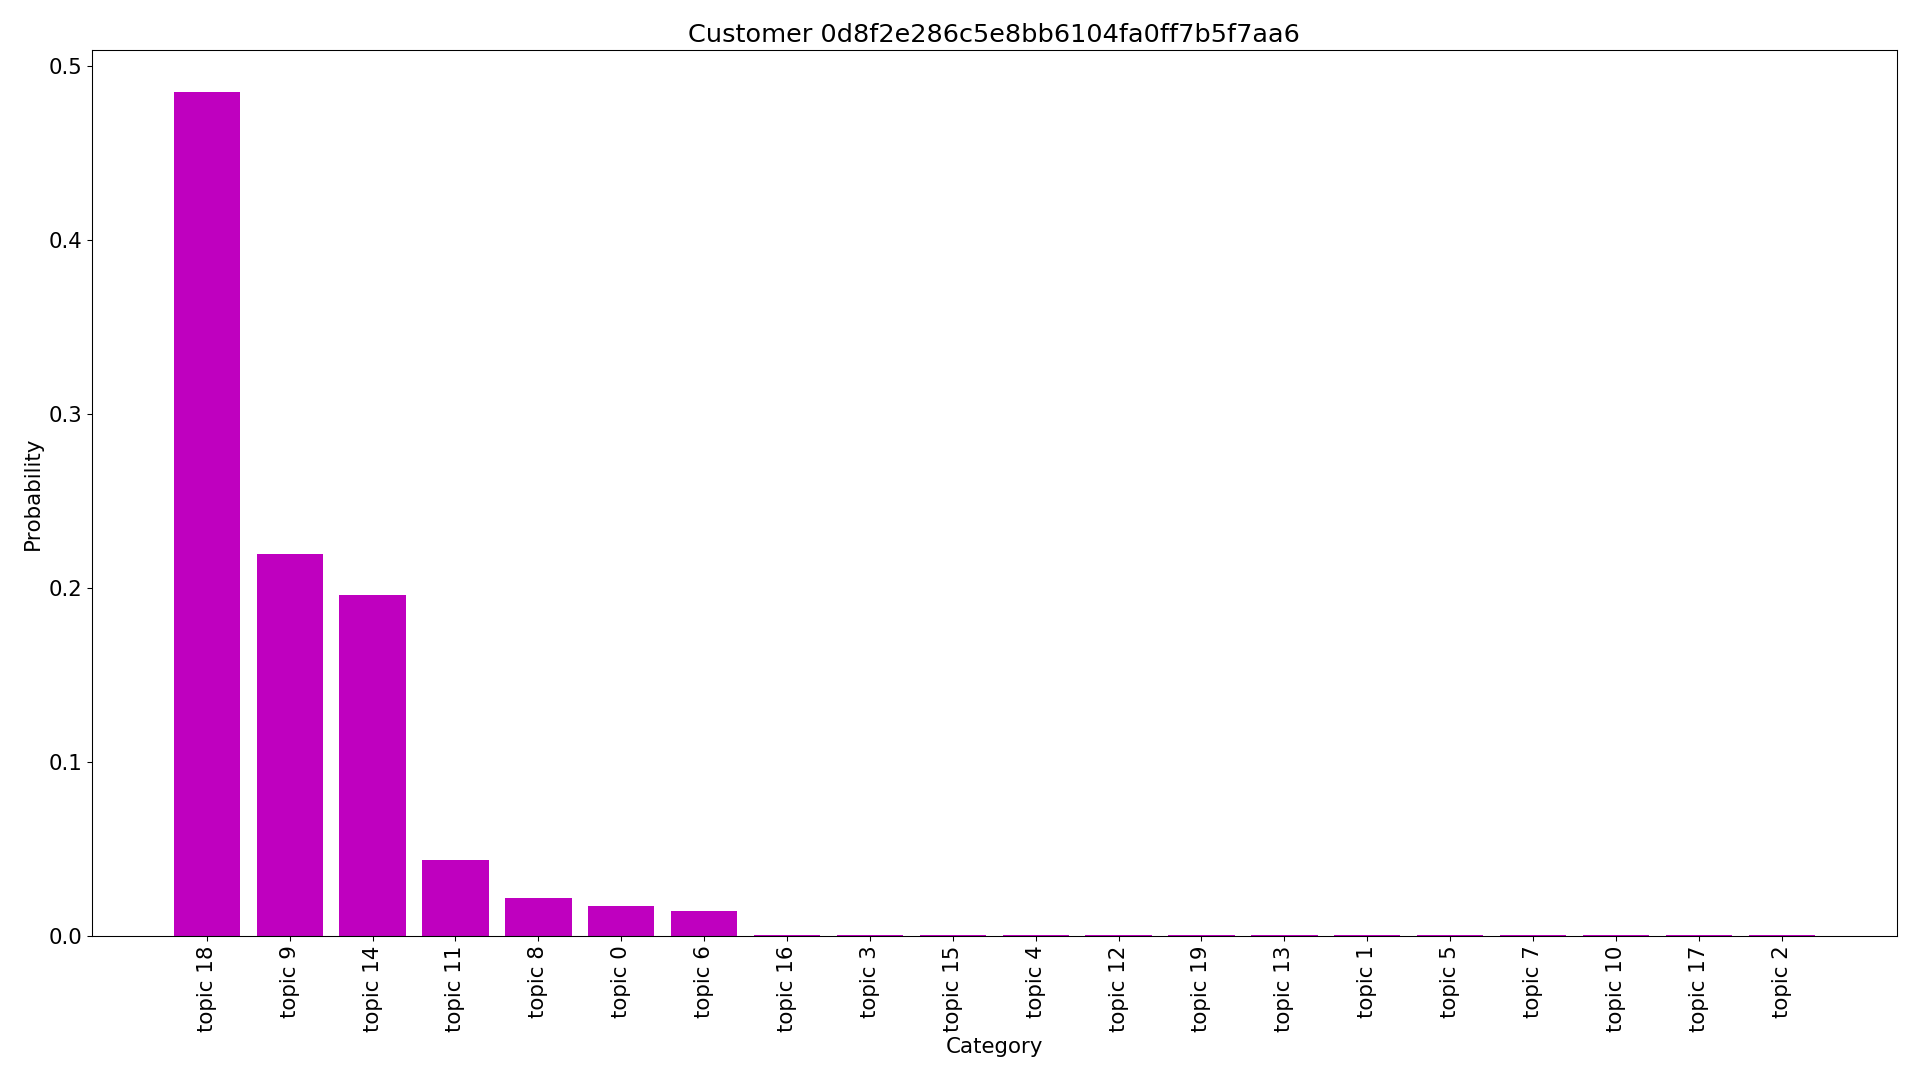 Customer 0d8f2e286c5e8bb6104fa0ff7b5f7aa6
Probability
0.5
0.4
0.3
0.2
0.1
0.0
topic 18
topic 9
topic 14
topic 11
topic 8
topic 0
topic 6
topic 16
topic 3
topic 15
topic 4
topic 12
topic 19
topic 13
topic 1
topic 5
topic 7
topic 10
topic 17
topic 2
Category